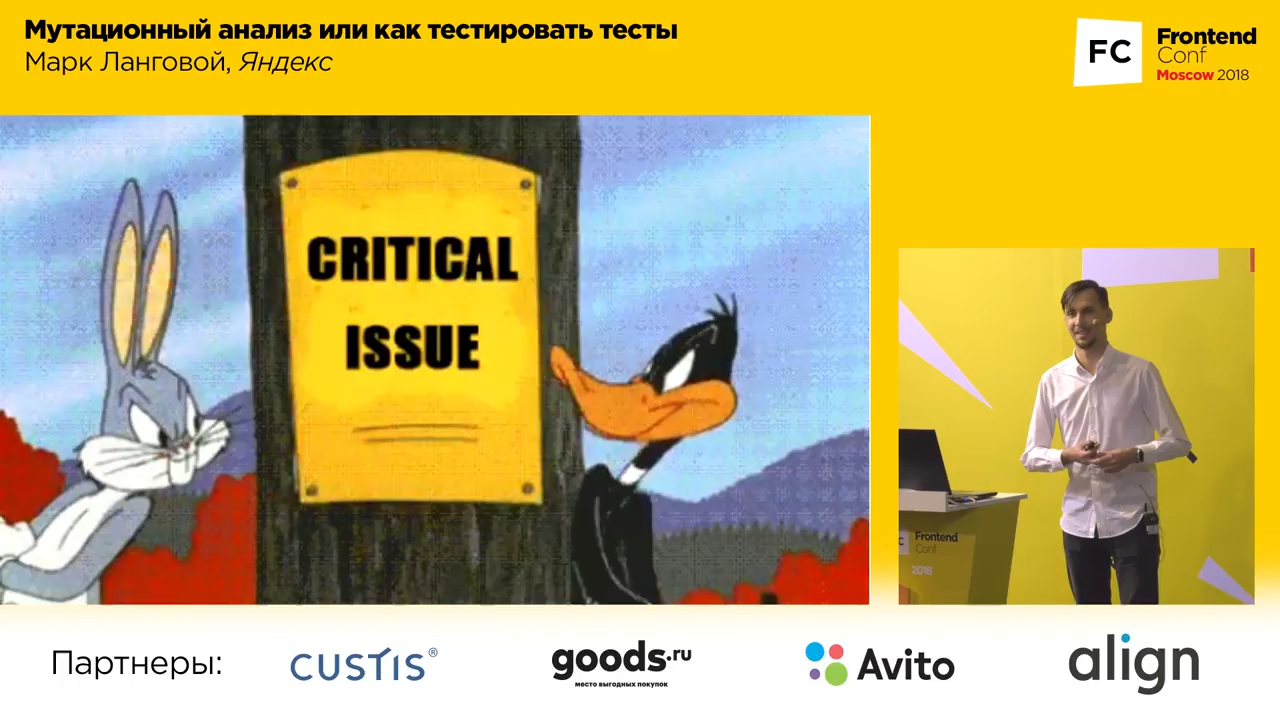 Мутационный анализ или как тестировать тесты
Марк Ланговой, Яндекс
FC
Frontend
Conf
Moscow 2018
CRITICAL
ISSUE
C
Frontend
Conf
2018
Партнеры:
CUSTIS®
goods.ru
место выгодных покупок
Avito
align